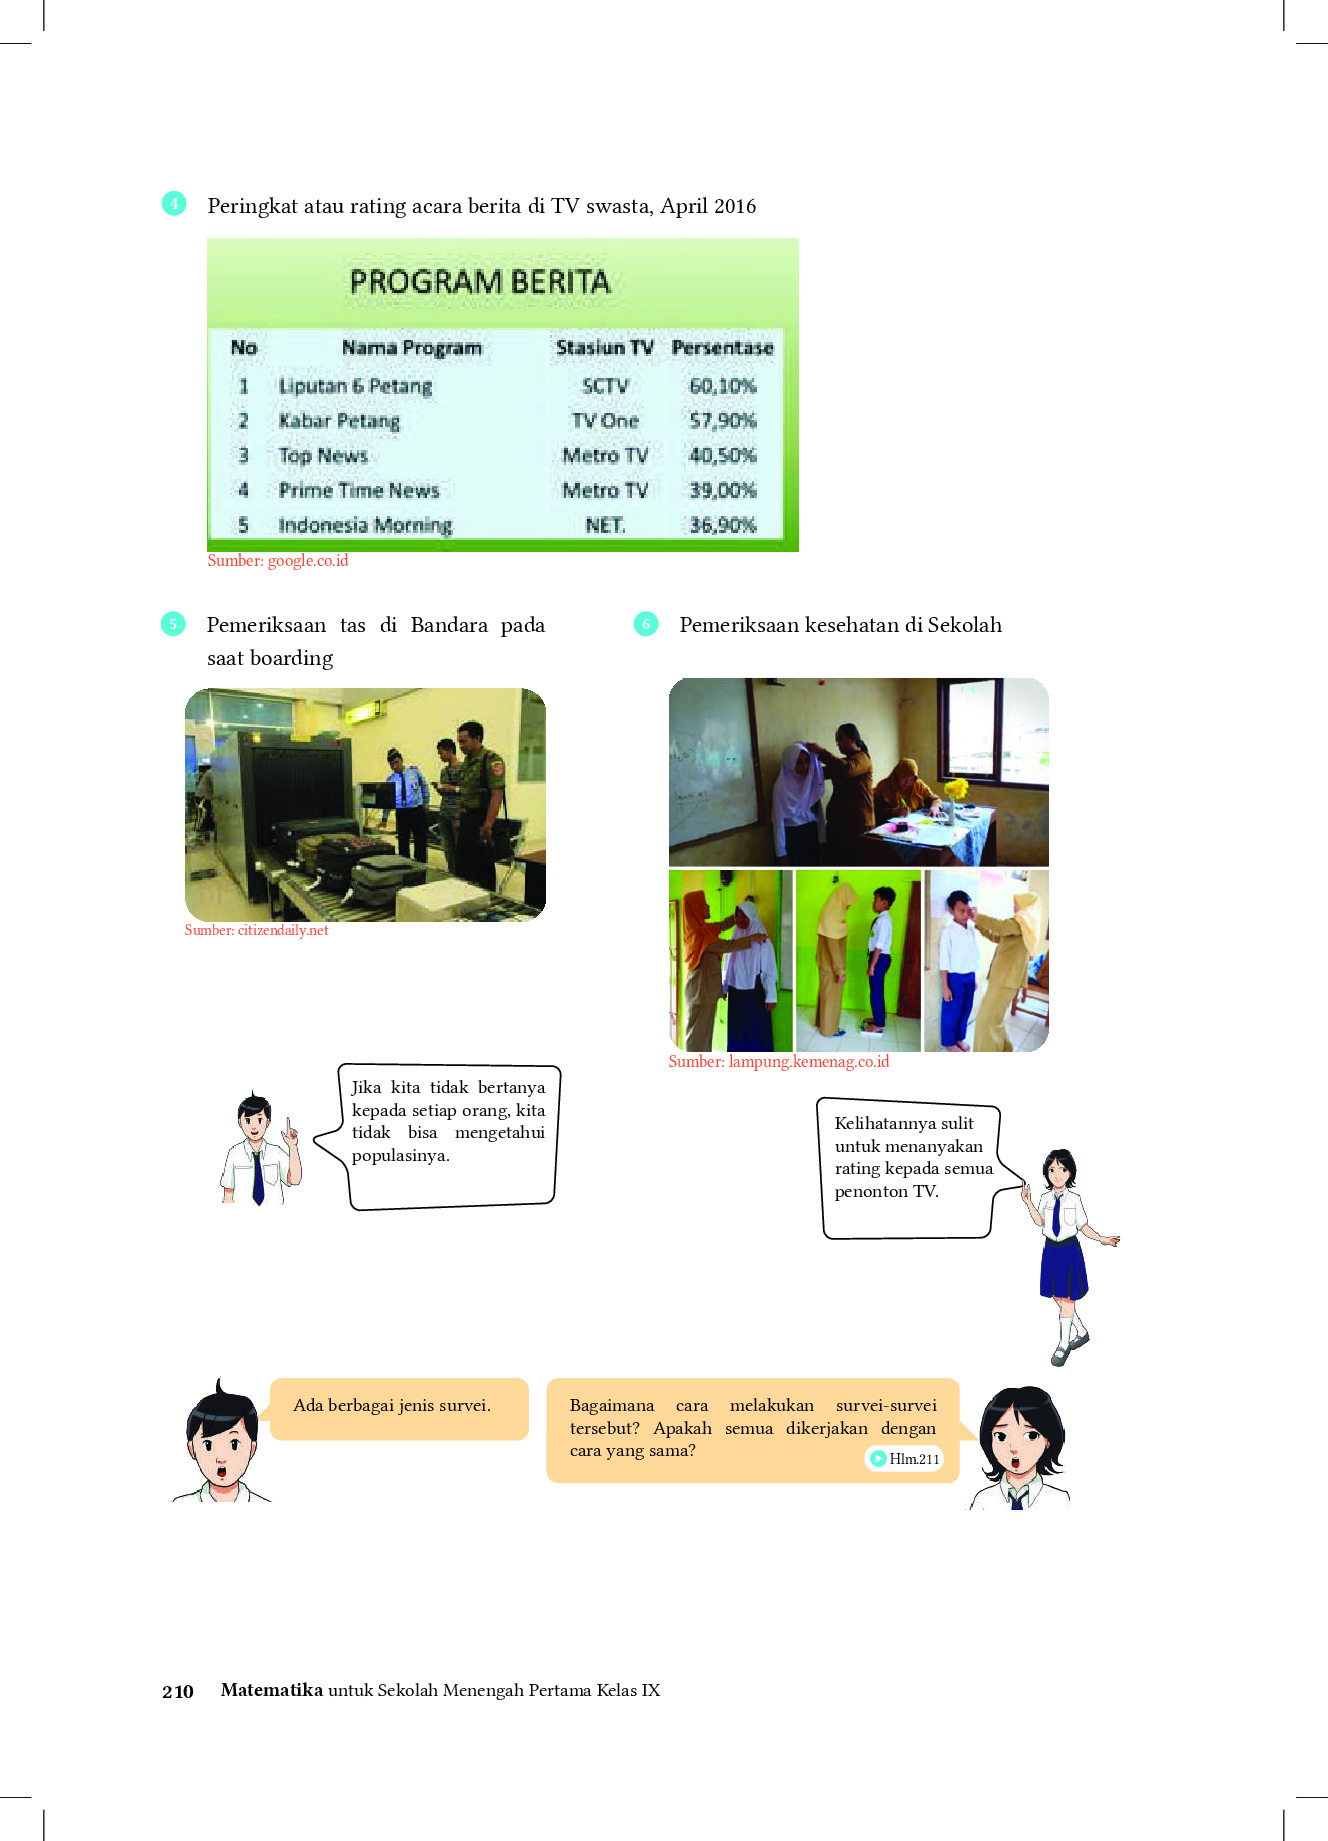 4 Peringkat atau rating acara berita di TV swasta, April 2016
PROGRAM BERITA
No Nama Program Stasiun TV Persentase
1 Liputan 6 Petang SCTV 60,10%
2 Kabar Petang TV One 57,90%
3 Top News Metro TV 40,50%
4 Prime Time News Metro TV 39,00%
5 Indonesia Morning NET. 36,90%
Sumber: google.co.id
5 Pemeriksaan tas di Bandara pada
saat boarding
Sumber: citizendaily.net
6 Pemeriksaan kesehatan di Sekolah
Sumber: lampung.kemenag.co.id
Jika kita tidak bertanya
kepada setiap orang, kita
tidak bisa mengetahui
populasinya.
Kelihatannya sulit
untuk menanyakan
rating kepada semua
penonton TV.
Ada berbagai jenis survei.
Bagaimana cara melakukan survei-survei
tersebut? Apakah semua dikerjakan dengan
cara yang sama?
Hlm.211
210 Matematika untuk Sekolah Menengah Pertama Kelas IX